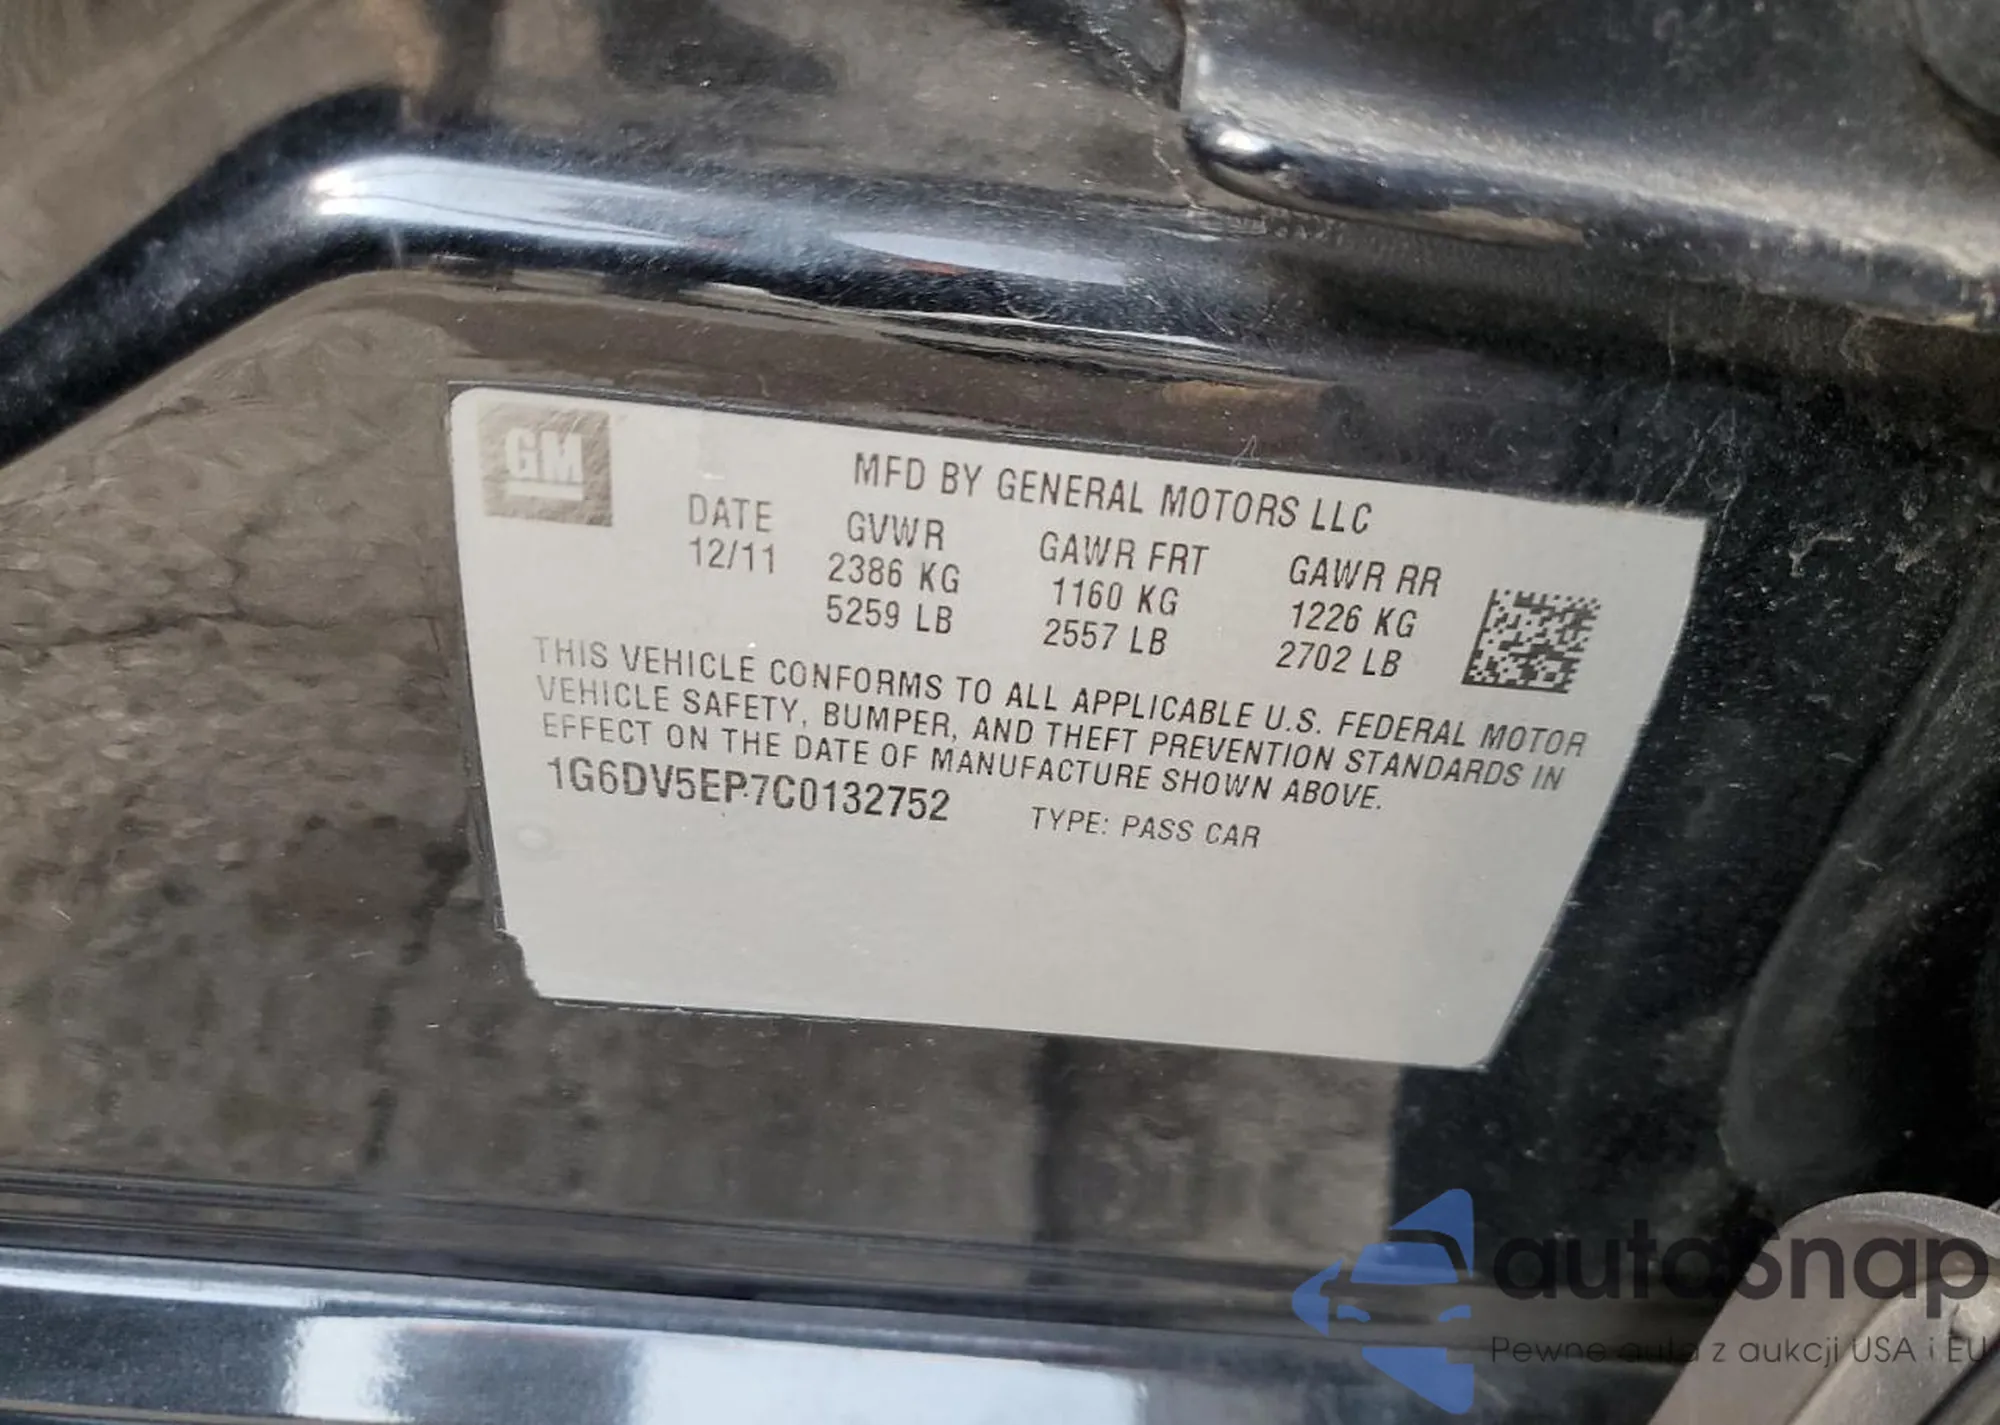 GM
MFD BY GENERAL MOTORS LLC
DATE GVWR GAWR FRT GAWR RR
12/11 2386 KG 1160 KG 1226 KG
5259 LB 2557 LB 2702 LB
THIS VEHICLE CONFORMS TO ALL APPLICABLE U.S. FEDERAL MOTOR
VEHICLE SAFETY, BUMPER, AND THEFT PREVENTION STANDARDS IN
EFFECT ON THE DATE OF MANUFACTURE SHOWN ABOVE.
1G6DV5EP7C0132752 TYPE: PASS CAR
autosnap
Pewne auta z aukcji USA i EU